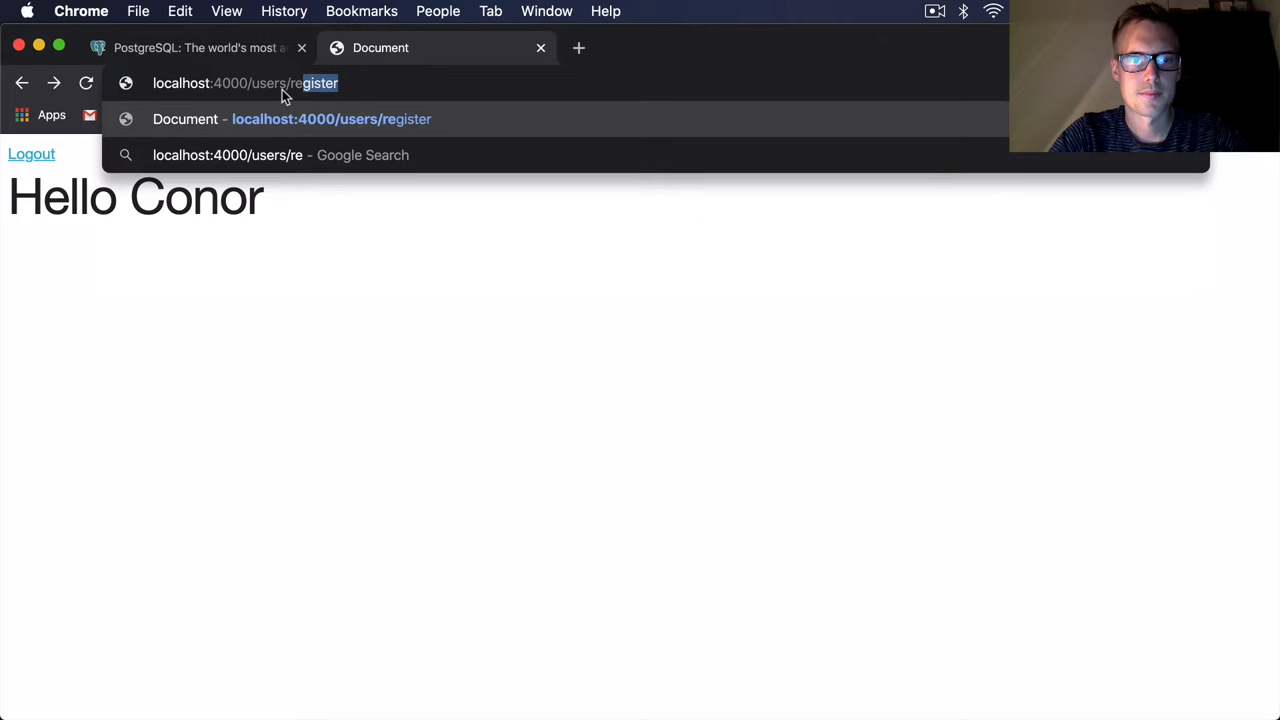 Chrome File Edit View History Bookmarks People Tab Window Help
PostgreSQL: The world's most a
Document
localhost:4000/users/register
Apps
Document - localhost:4000/users/register
localhost:4000/users/re - Google Search
Logout
Hello Conor